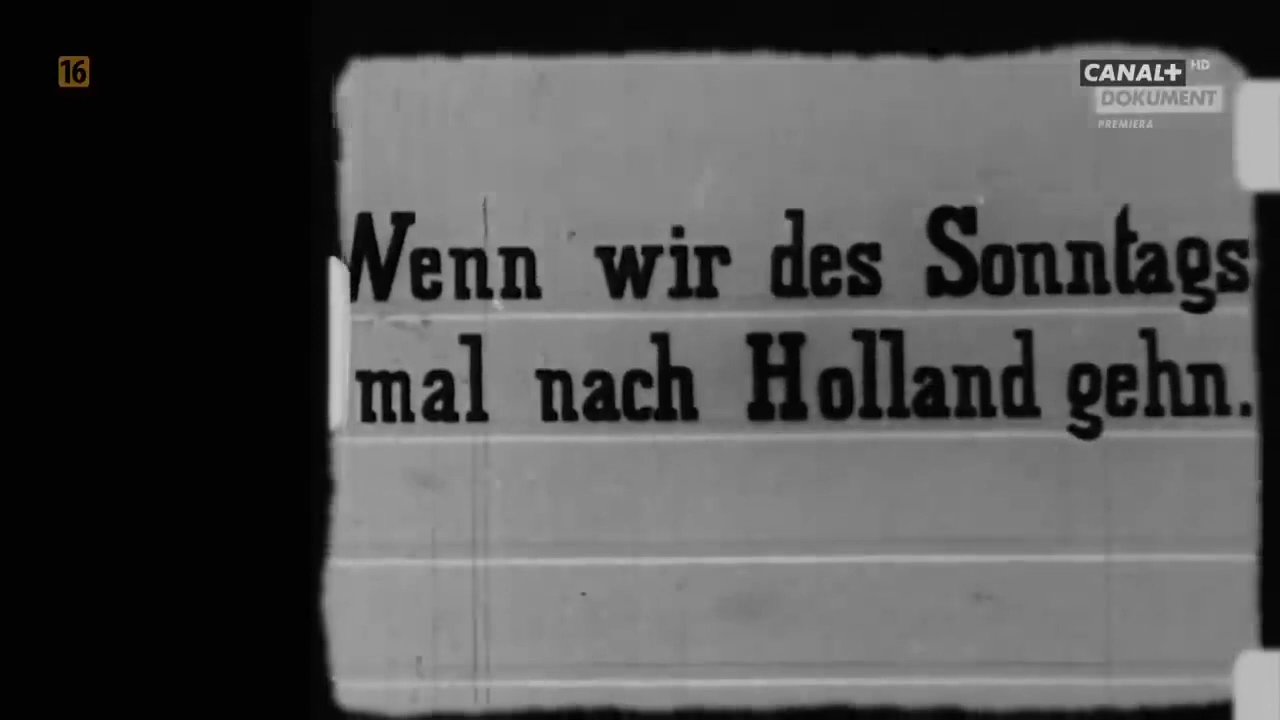 16
CANAL+ HD
DOKUMENT
PREMIERA
Wenn wir des Sonntags
mal nach Holland gehn.